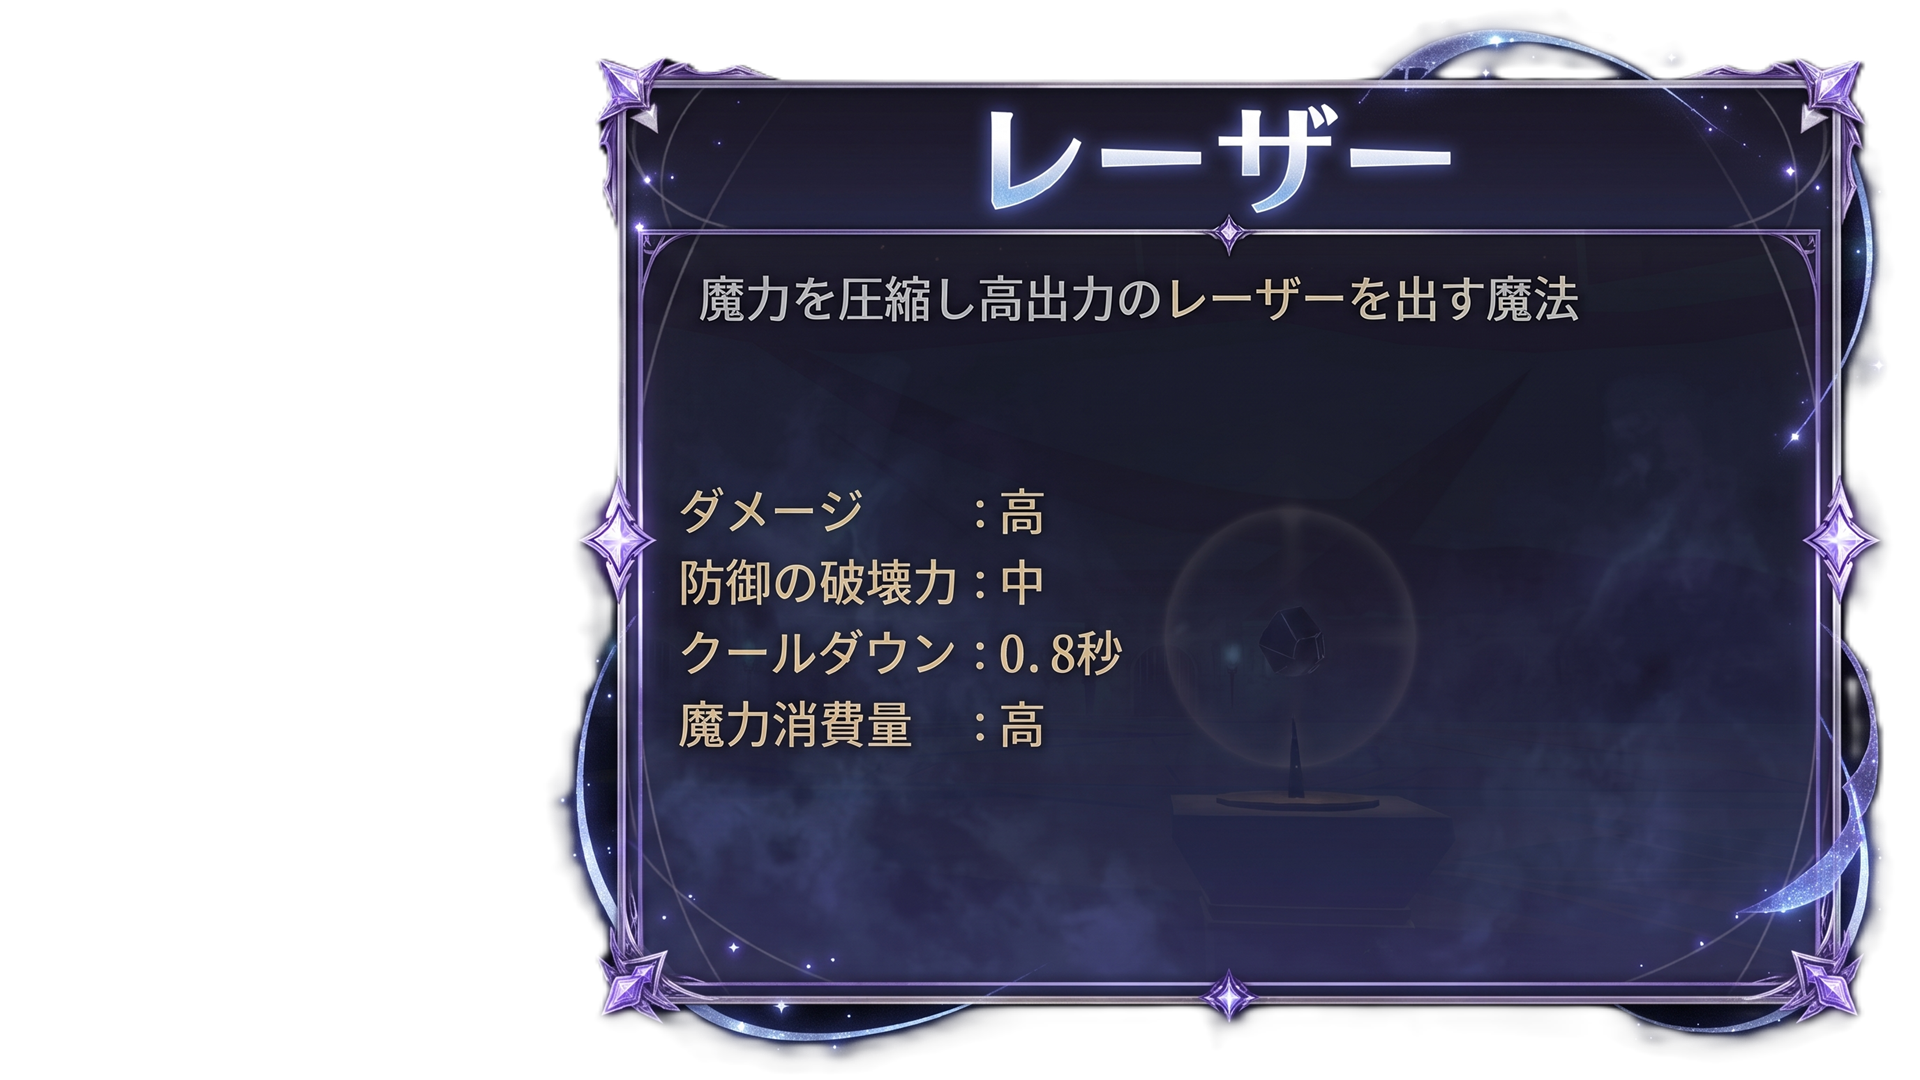 レーザー
魔力を圧縮し高出力のレーザーを出す魔法
ダメージ　　：高
防御の破壊力：中
クールダウン：0.8秒
魔力消費量　：高